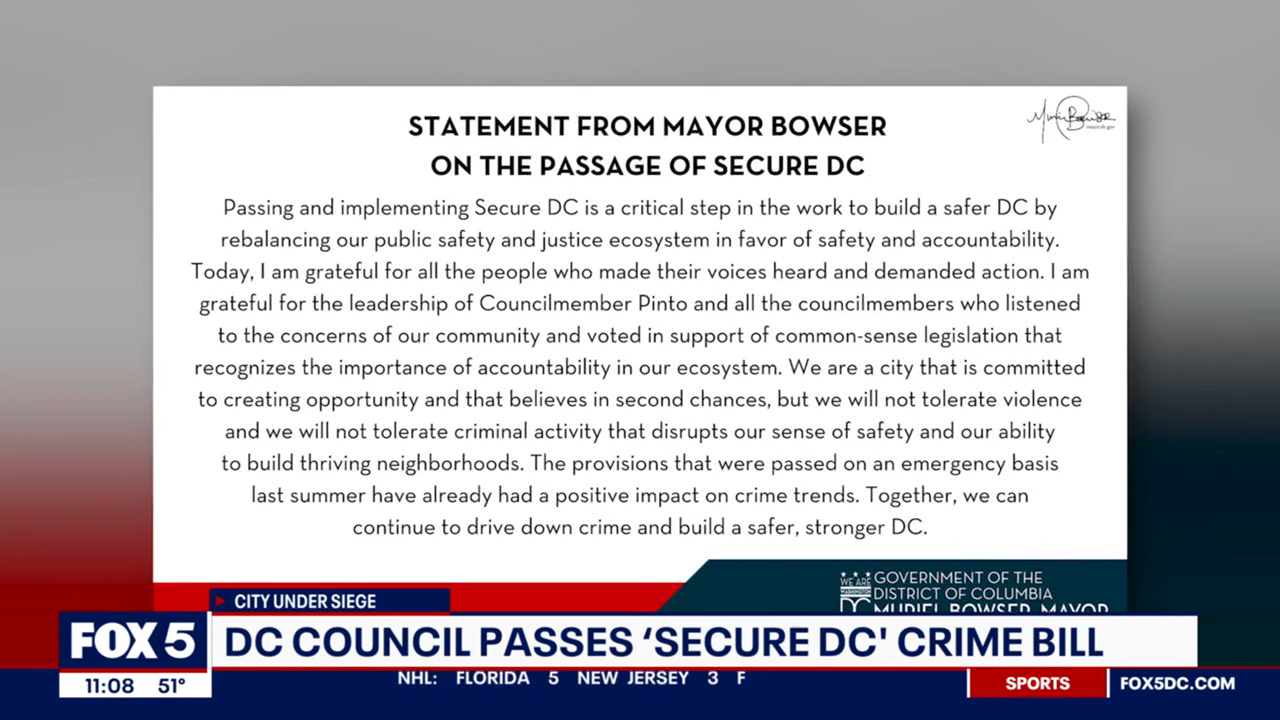 STATEMENT FROM MAYOR BOWSER
ON THE PASSAGE OF SECURE DC
mayor.dc.gov
Passing and implementing Secure DC is a critical step in the work to build a safer DC by
rebalancing our public safety and justice ecosystem in favor of safety and accountability.
Today, I am grateful for all the people who made their voices heard and demanded action. I am
grateful for the leadership of Councilmember Pinto and all the councilmembers who listened
to the concerns of our community and voted in support of common-sense legislation that
recognizes the importance of accountability in our ecosystem. We are a city that is committed
to creating opportunity and that believes in second chances, but we will not tolerate violence
and we will not tolerate criminal activity that disrupts our sense of safety and our ability
to build thriving neighborhoods. The provisions that were passed on an emergency basis
last summer have already had a positive impact on crime trends. Together, we can
continue to drive down crime and build a safer, stronger DC.
WE ARE
WASHINGTON
DC
GOVERNMENT OF THE
DISTRICT OF COLUMBIA
MURIEL BOWSER, MAYOR
CITY UNDER SIEGE
FOX 5
DC COUNCIL PASSES ‘SECURE DC' CRIME BILL
11:08 51°
NHL: FLORIDA 5 NEW JERSEY 3 F
SPORTS
FOX5DC.COM